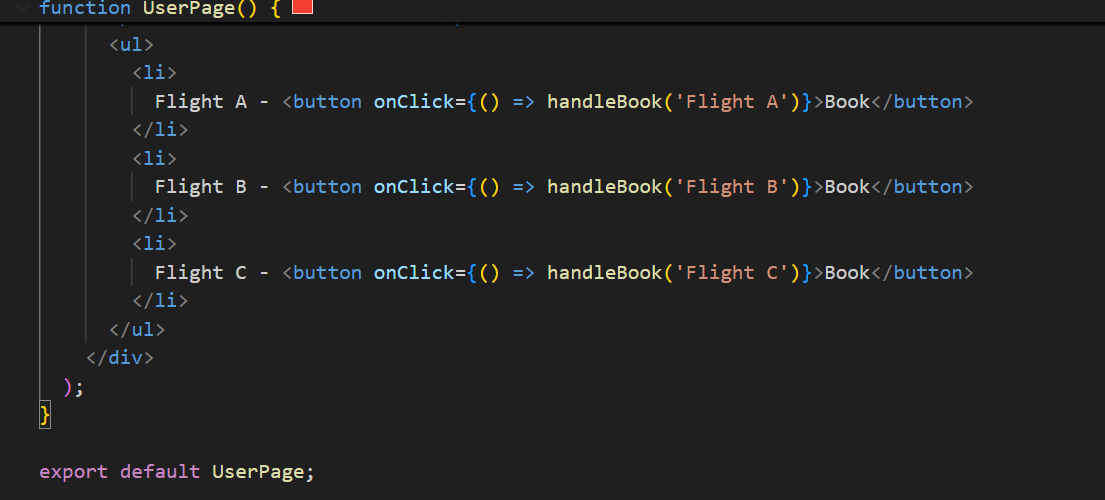 function UserPage() {
<ul>
<li>
Flight A - <button onClick={() => handleBook('Flight A')}>Book</button>
</li>
<li>
Flight B - <button onClick={() => handleBook('Flight B')}>Book</button>
</li>
<li>
Flight C - <button onClick={() => handleBook('Flight C')}>Book</button>
</li>
</ul>
</div>
);
}
export default UserPage;